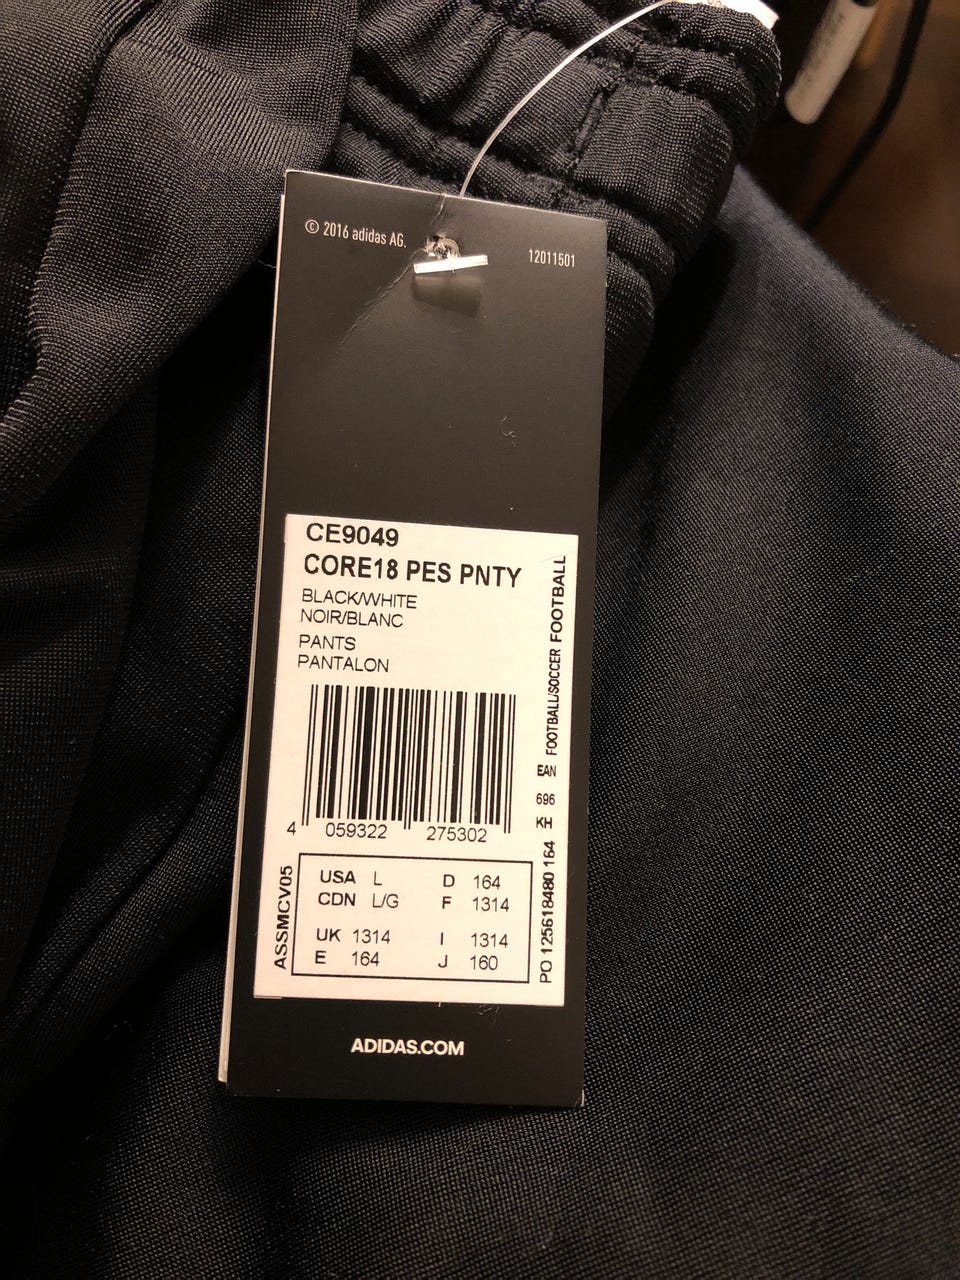 © 2016 adidas AG.
12011501
CE9049
CORE18 PES PNTY
BLACK/WHITE
NOIR/BLANC
PANTS
PANTALON
4 059322 275302
USA L D 164
CDN L/G F 1314
UK 1314 I 1314
E 164 J 160
ASSMCV05
FOOTBALL/SOCCER FOOTBALL
EAN
696
KH
PO 125618480 164
ADIDAS.COM